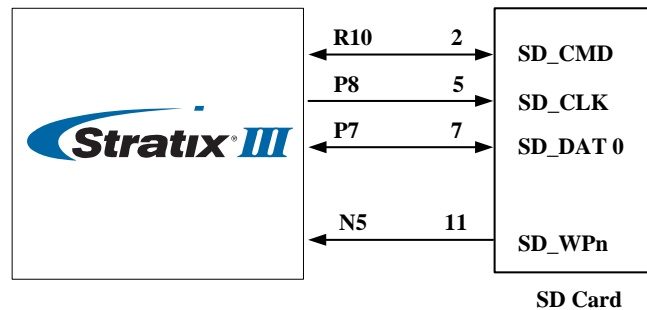 R10 2 SD_CMD
P8 5 SD_CLK
Stratix® III P7 7 SD_DAT 0
N5 11 SD_WPn
SD Card